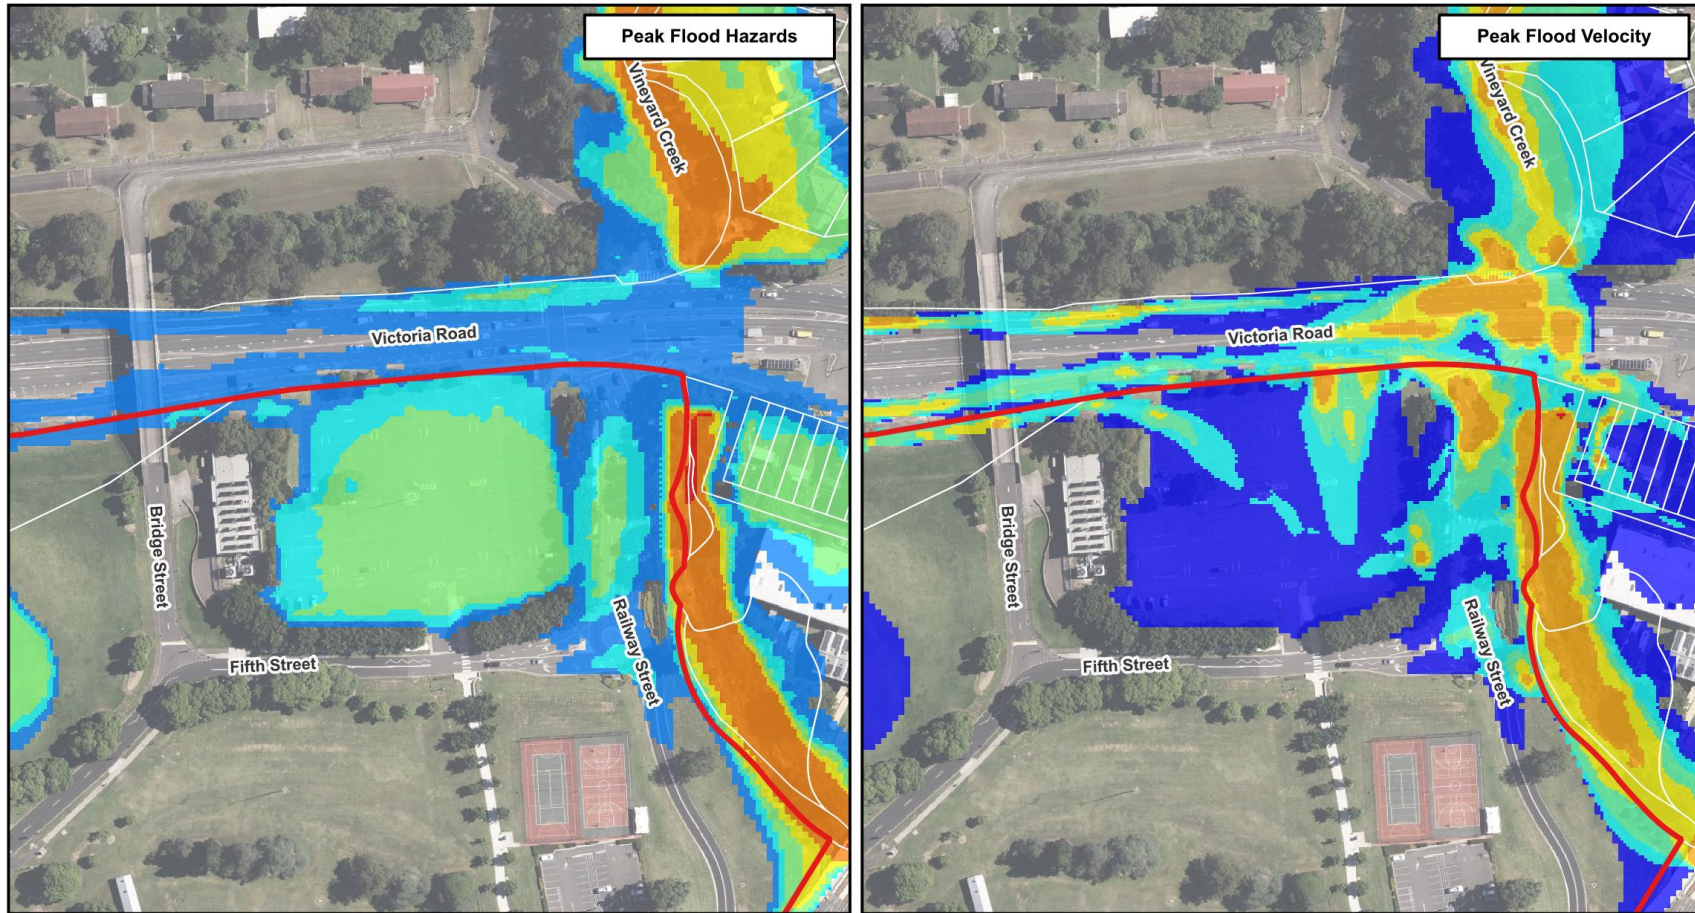 Peak Flood Hazards
Vineyard Creek
Victoria Road
Bridge Street
Railway Street
Fifth Street
Peak Flood Velocity
Vineyard Creek
Victoria Road
Bridge Street
Railway Street
Fifth Street